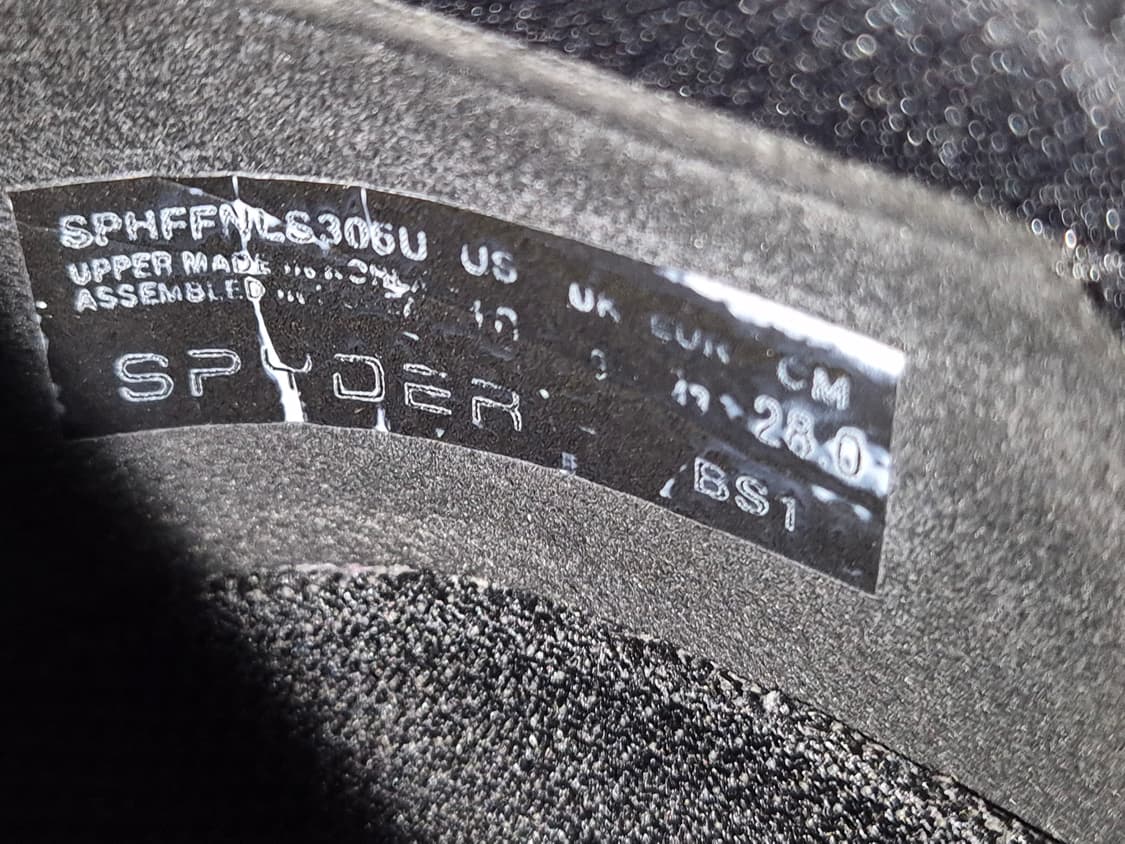 SPHFFNLS306U US UK EUR CM
UPPER MADE
ASSEMBLED 10 28.0
SPYDER BS1